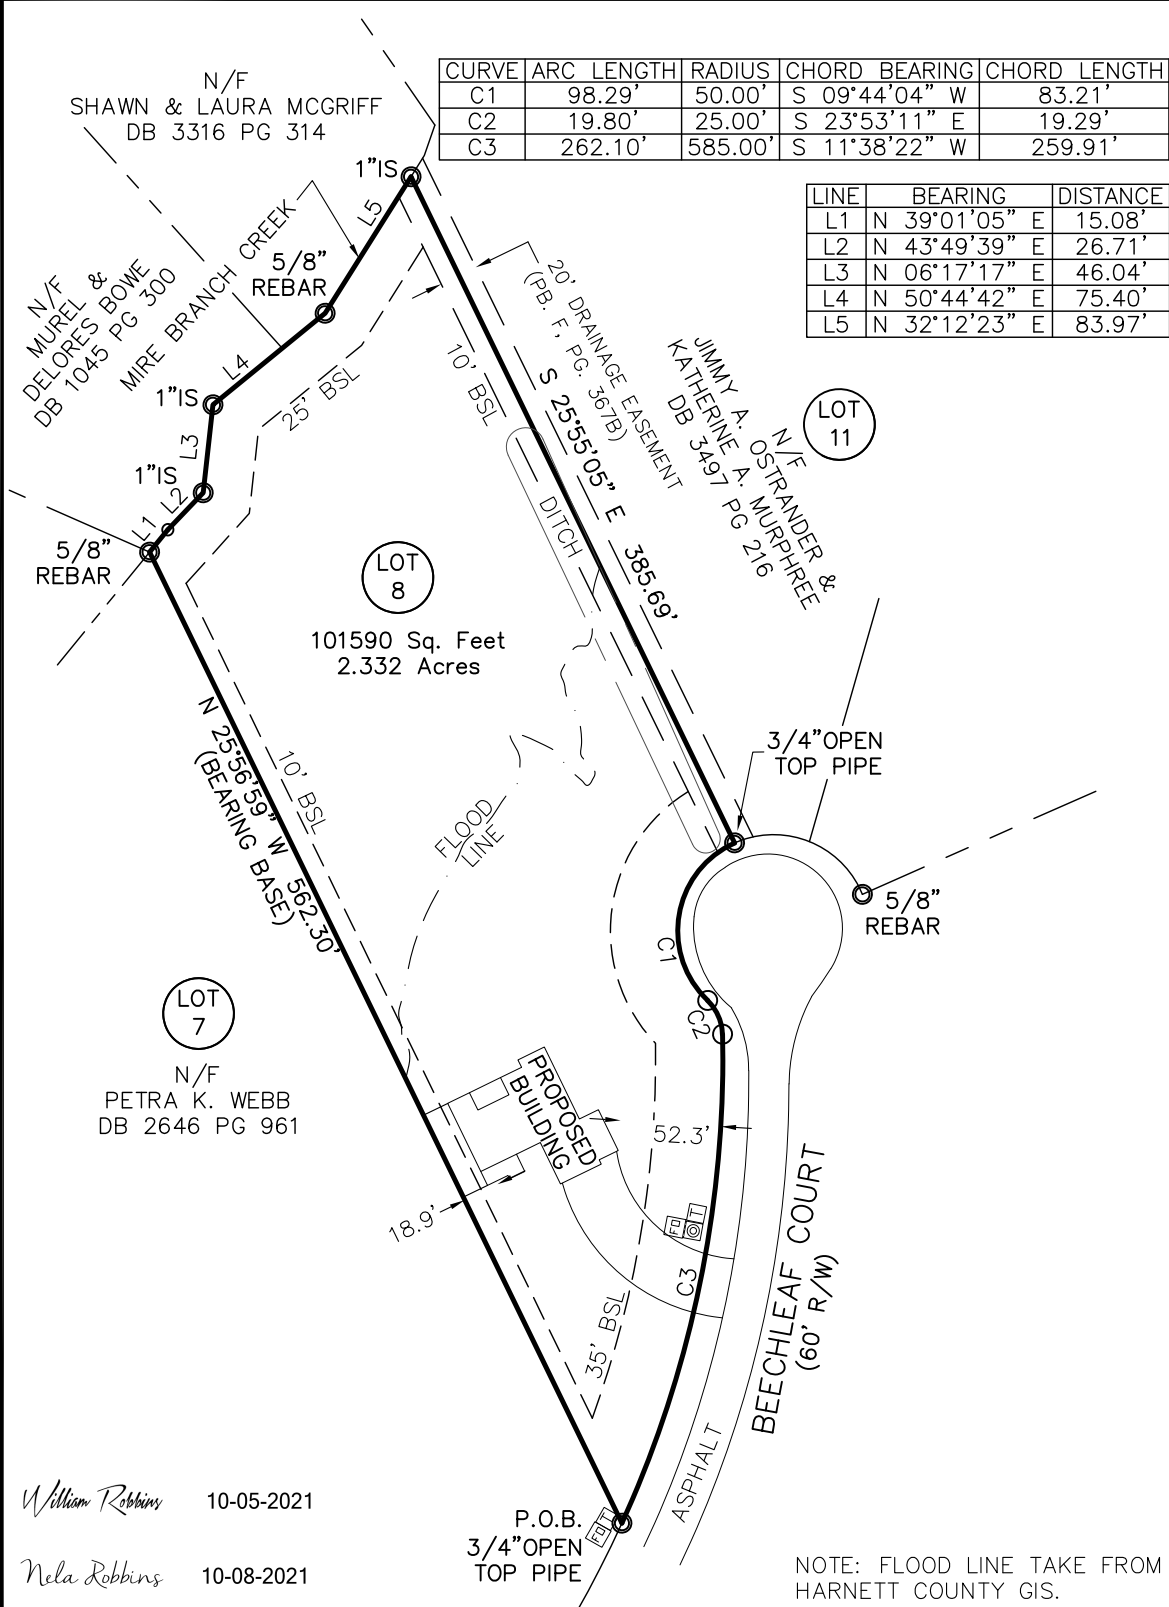 N/F
SHAWN & LAURA MCGRIFF
DB 3316 PG 314
CURVE ARC LENGTH RADIUS CHORD BEARING CHORD LENGTH
C1 98.29' 50.00' S 09°44'04" W 83.21'
C2 19.80' 25.00' S 23°53'11" E 19.29'
C3 262.10' 585.00' S 11°38'22" W 259.91'
LINE BEARING DISTANCE
L1 N 39°01'05" E 15.08'
L2 N 43°49'39" E 26.71'
L3 N 06°17'17" E 46.04'
L4 N 50°44'42" E 75.40'
L5 N 32°12'23" E 83.97'
1"IS
L5
5/8"
REBAR
N/F
MUREL &
DELORES BOWE
DB 1045 PG 300
MIRE BRANCH CREEK
L4
1"IS
L3
1"IS
L2
L1
5/8"
REBAR
25' BSL
10' BSL
20' DRAINAGE EASEMENT
(PB. F, PG. 367B)
S 25°55'05" E 385.69'
DITCH
N/F
JIMMY A. OSTRANDER &
KATHERINE A. MURPHREE
DB 3497 PG 216
LOT
11
LOT
8
101590 Sq. Feet
2.332 Acres
N 25°56'59" W 562.30'
(BEARING BASE)
10' BSL
FLOOD
LINE
3/4"OPEN
TOP PIPE
5/8"
REBAR
C1
C2
LOT
7
N/F
PETRA K. WEBB
DB 2646 PG 961
PROPOSED
BUILDING
52.3'
18.9'
FO
T
C3
35' BSL
BEECHLEAF COURT
(60' R/W)
ASPHALT
P.O.B.
3/4"OPEN
TOP PIPE
FO
T
William Robbins 10-05-2021
Nela Robbins 10-08-2021
NOTE: FLOOD LINE TAKE FROM
HARNETT COUNTY GIS.